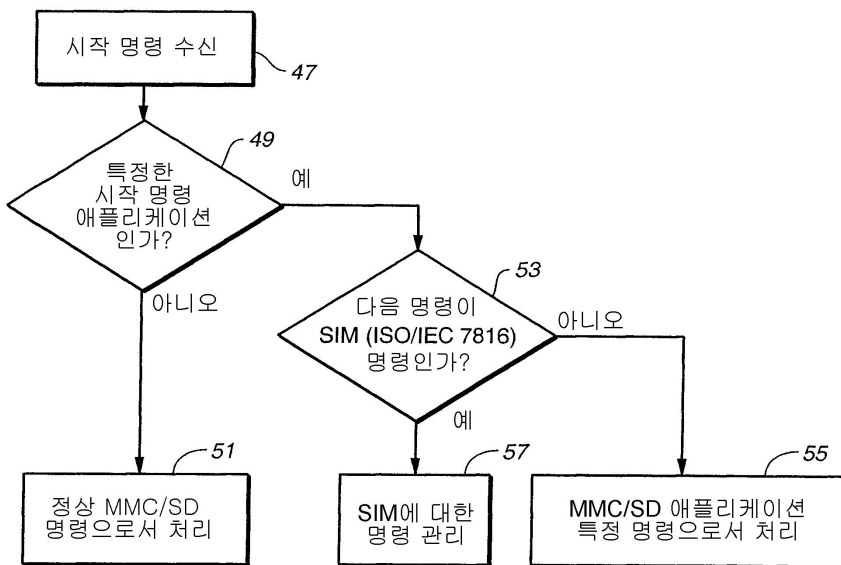 시작 명령 수신
47
49
특정한
시작 명령
애플리케이션
인가?
예
아니오
53
다음 명령이
SIM (ISO/IEC 7816)
명령인가?
아니오
예
51
정상 MMC/SD
명령으로서 처리
57
SIM에 대한
명령 관리
55
MMC/SD 애플리케이션
특정 명령으로서 처리